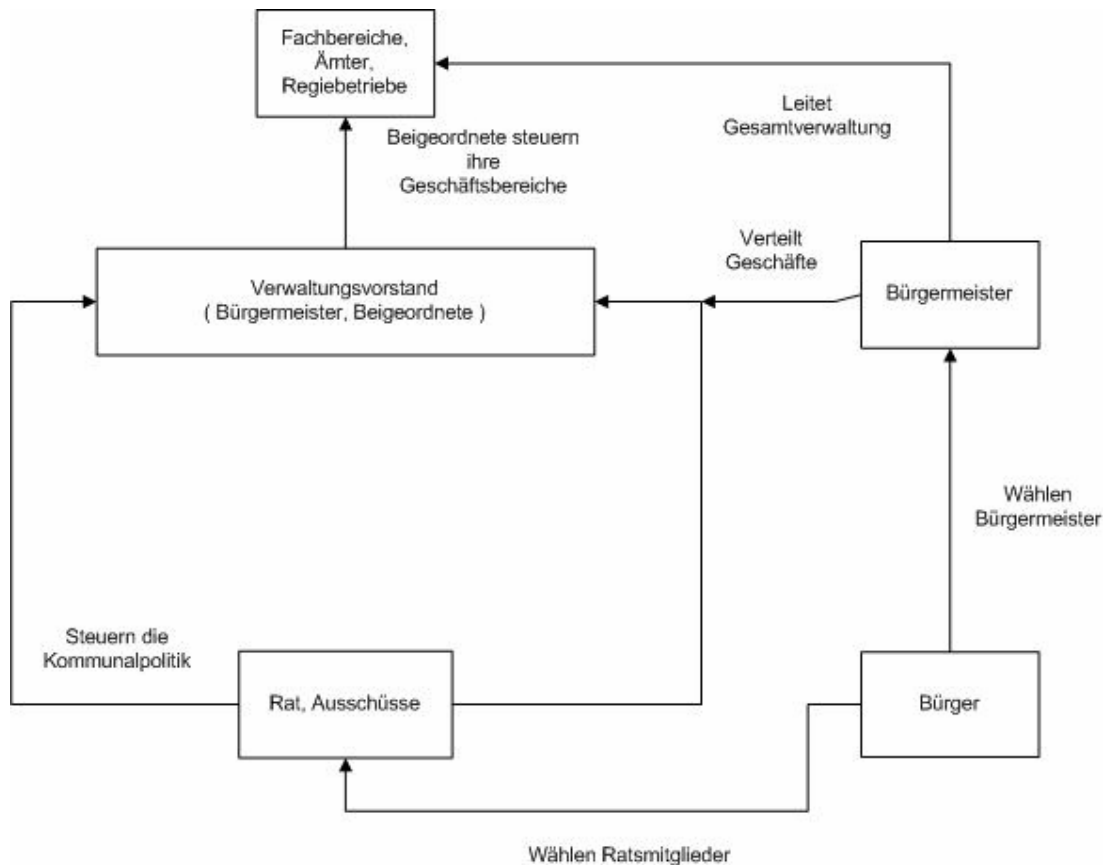 Fachbereiche,
Ämter,
Regiebetriebe
Leitet
Gesamtverwaltung
Beigeordnete steuern
ihre
Geschäftsbereiche
Verteilt
Geschäfte
Verwaltungsvorstand
( Bürgermeister, Beigeordnete )
Bürgermeister
Wählen
Bürgermeister
Steuern die
Kommunalpolitik
Rat, Ausschüsse
Bürger
Wählen Ratsmitglieder